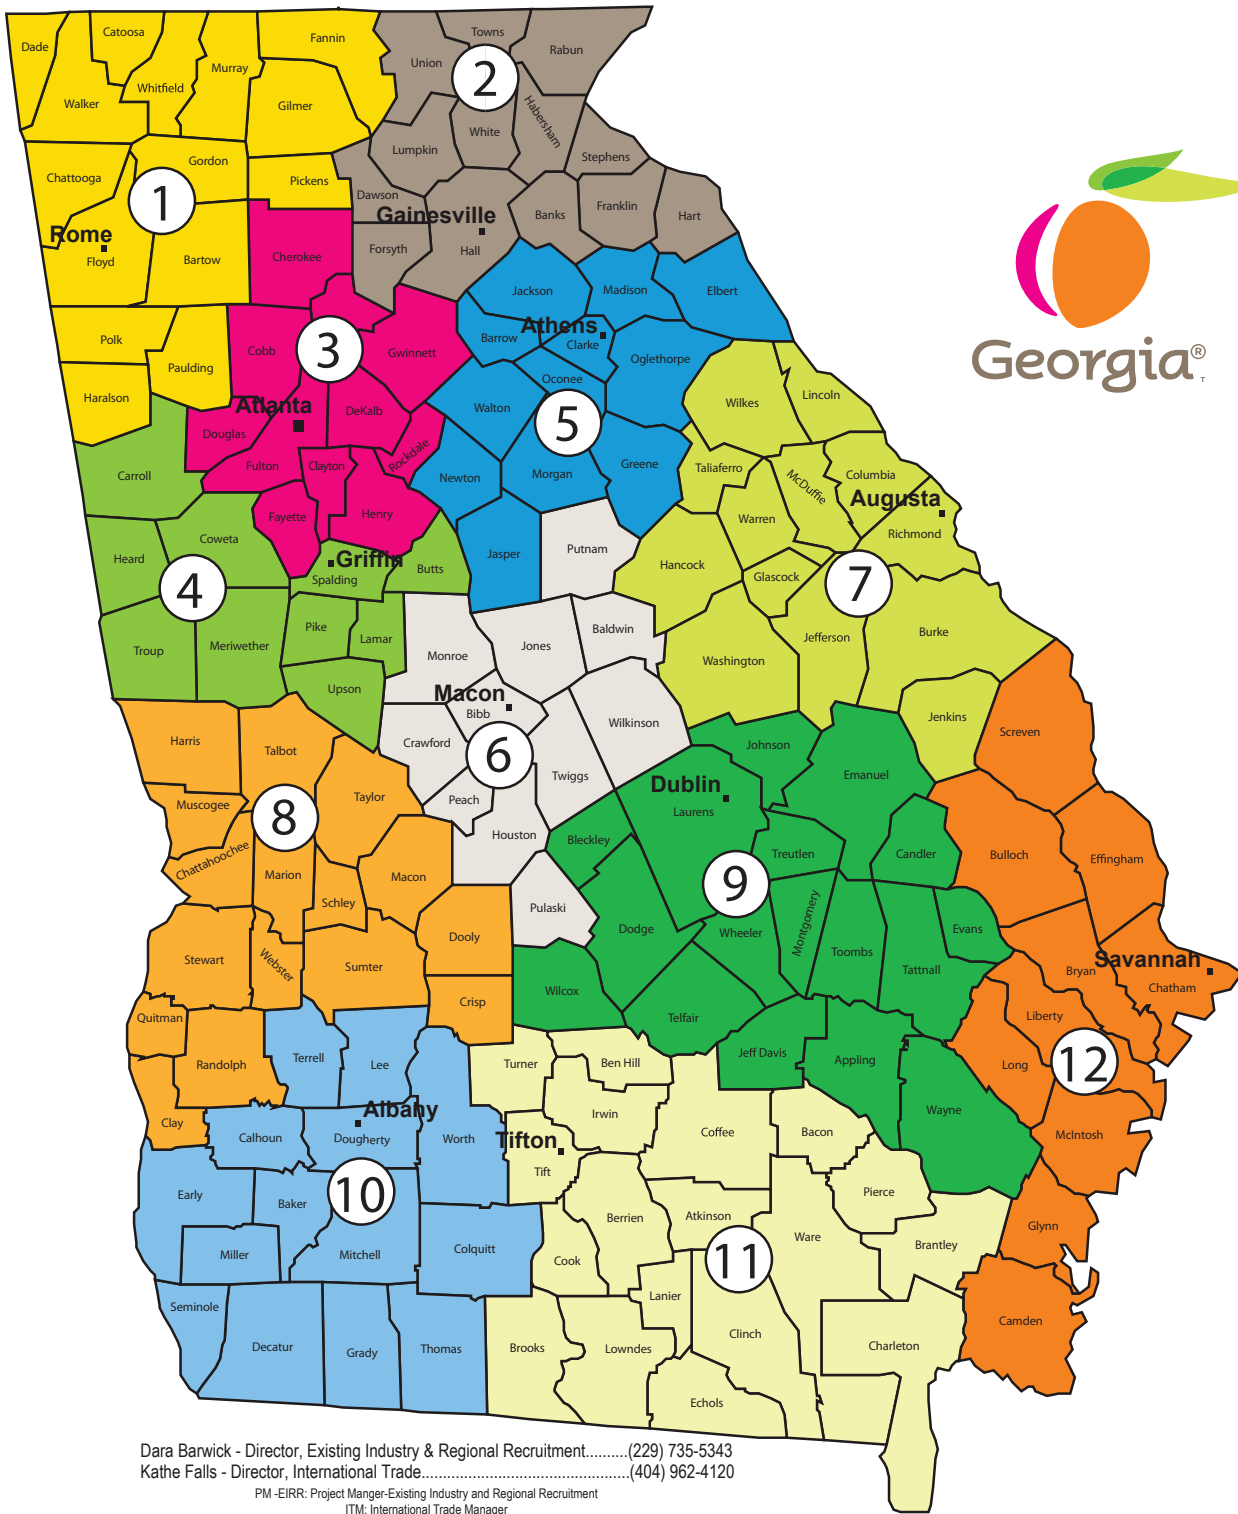 Dade
Catoosa
Fannin
Towns
Rabun
Union
Murray
Whitfield
Walker
Gilmer
2
Habersham
White
Lumpkin
Stephens
Gordon
Chattooga
Pickens
1
Dawson
Gainesville
Banks
Franklin
Hart
Rome
Hall
Forsyth
Floyd
Bartow
Cherokee
Jackson
Madison
Elbert
Georgia®
T
Polk
Cobb
3
Gwinnett
Barrow
Athens
Clarke
Oglethorpe
Paulding
Oconee
Haralson
Atlanta
DeKalb
Walton
5
Wilkes
Lincoln
Douglas
Rockdale
Carroll
Fulton
Clayton
Newton
Morgan
Greene
Taliaferro
McDuffie
Columbia
Augusta
Fayette
Henry
Warren
Richmond
Coweta
Heard
Griffin
Spalding
Butts
Jasper
Putnam
Hancock
Glascock
7
4
Pike
Lamar
Baldwin
Jefferson
Burke
Troup
Meriwether
Monroe
Jones
Washington
Upson
Macon
Bibb
Wilkinson
Jenkins
Screven
Harris
Talbot
Crawford
6
Johnson
Emanuel
Twiggs
Dublin
Laurens
Muscogee
8
Taylor
Peach
Houston
Bleckley
Treutlen
Candler
Bulloch
Effingham
Chattahoochee
Marion
Macon
9
Schley
Pulaski
Montgomery
Dooly
Dodge
Wheeler
Toombs
Evans
Stewart
Webster
Sumter
Tattnall
Bryan
Savannah
Chatham
Wilcox
Crisp
Quitman
Telfair
Liberty
Terrell
Lee
Randolph
Turner
Ben Hill
Jeff Davis
Appling
Long
12
Clay
Albany
Irwin
Wayne
Calhoun
Dougherty
Worth
Tifton
Coffee
Bacon
McIntosh
Tift
Early
Baker
10
Pierce
Berrien
Atkinson
Ware
Glynn
Miller
Mitchell
Colquitt
Cook
11
Brantley
Seminole
Lanier
Camden
Decatur
Grady
Thomas
Brooks
Lowndes
Clinch
Charleton
Echols
Dara Barwick - Director, Existing Industry & Regional Recruitment..........(229) 735-5343
Kathe Falls - Director, International Trade.................................................(404) 962-4120
PM -EIRR: Project Manger-Existing Industry and Regional Recruitment
ITM: International Trade Manager